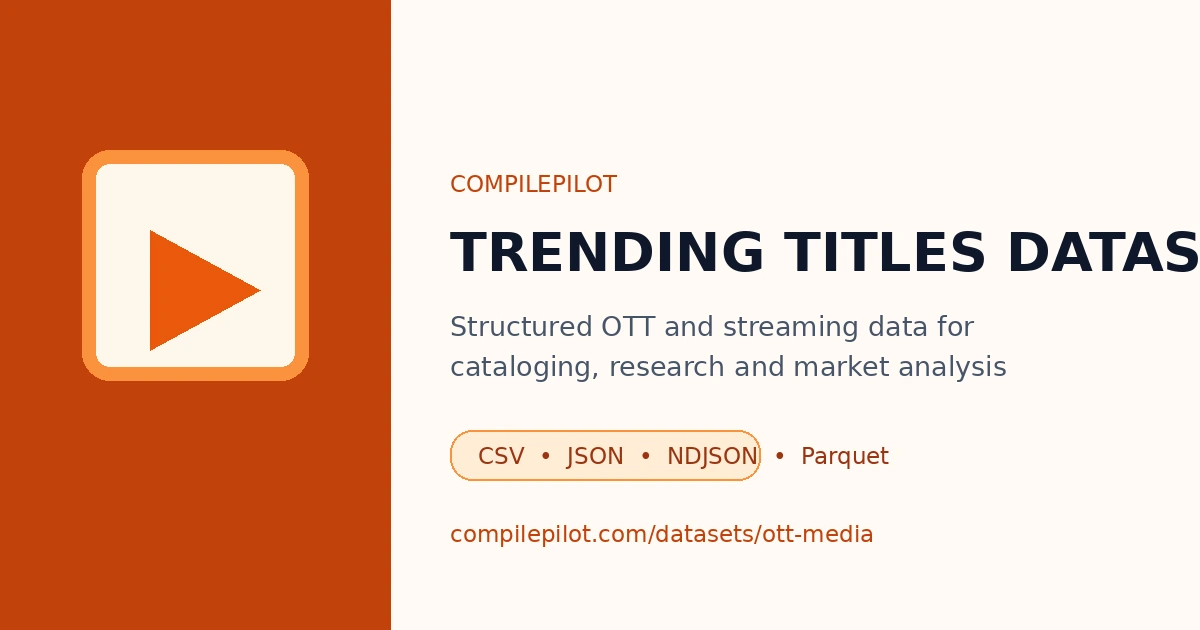 COMPILEPILOT
TRENDING TITLES DATAS
Structured OTT and streaming data for
cataloging, research and market analysis
CSV • JSON • NDJSON • Parquet
compilepilot.com/datasets/ott-media